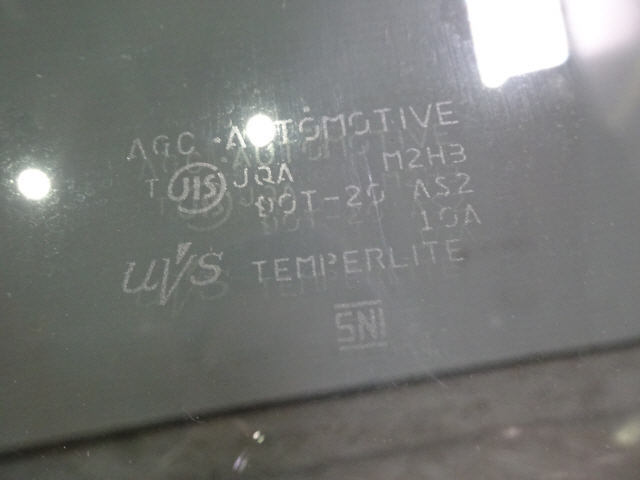 AGC AUTOMOTIVE
T JIS JQA M2H3
DOT-20 AS2
10A
UVS TEMPERLITE
SNI